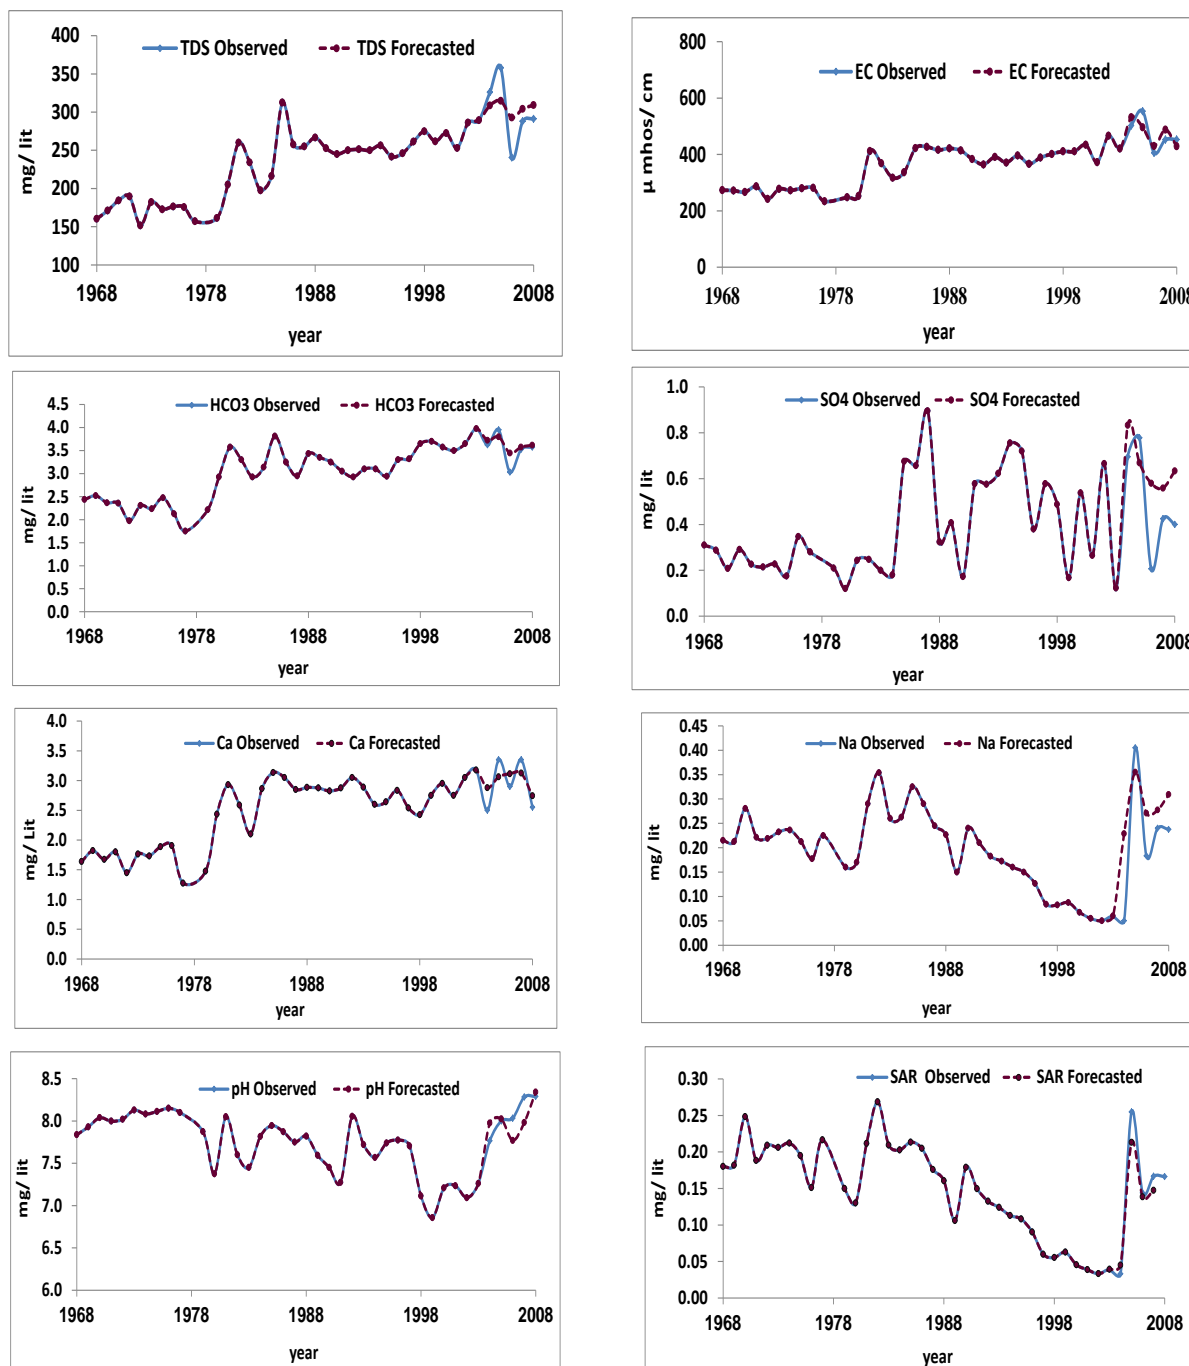 TDS Observed TDS Forecasted
400
350
300
250
200
150
100
mg/ lit
1968 1978 1988 1998 2008
year
EC Observed EC Forecasted
800
600
400
200
0
µ mhos/ cm
1968 1978 1988 1998 2008
year
HCO3 Observed HCO3 Forecasted
4.5
4.0
3.5
3.0
2.5
2.0
1.5
1.0
0.5
0.0
mg/ lit
1968 1978 1988 1998 2008
year
SO4 Observed SO4 Forecasted
1.0
0.8
0.6
0.4
0.2
0.0
mg/ lit
1968 1978 1988 1998 2008
year
Ca Observed Ca Forecasted
4.0
3.5
3.0
2.5
2.0
1.5
1.0
0.5
0.0
mg/ Lit
1968 1978 1988 1998 2008
year
Na Observed Na Forecasted
0.45
0.40
0.35
0.30
0.25
0.20
0.15
0.10
0.05
0.00
mg/ lit
1968 1978 1988 1998 2008
year
pH Observed pH Forecasted
8.5
8.0
7.5
7.0
6.5
6.0
mg/ lit
1968 1978 1988 1998 2008
year
SAR Observed SAR Forecasted
0.30
0.25
0.20
0.15
0.10
0.05
0.00
mg/ lit
1968 1978 1988 1998 2008
year